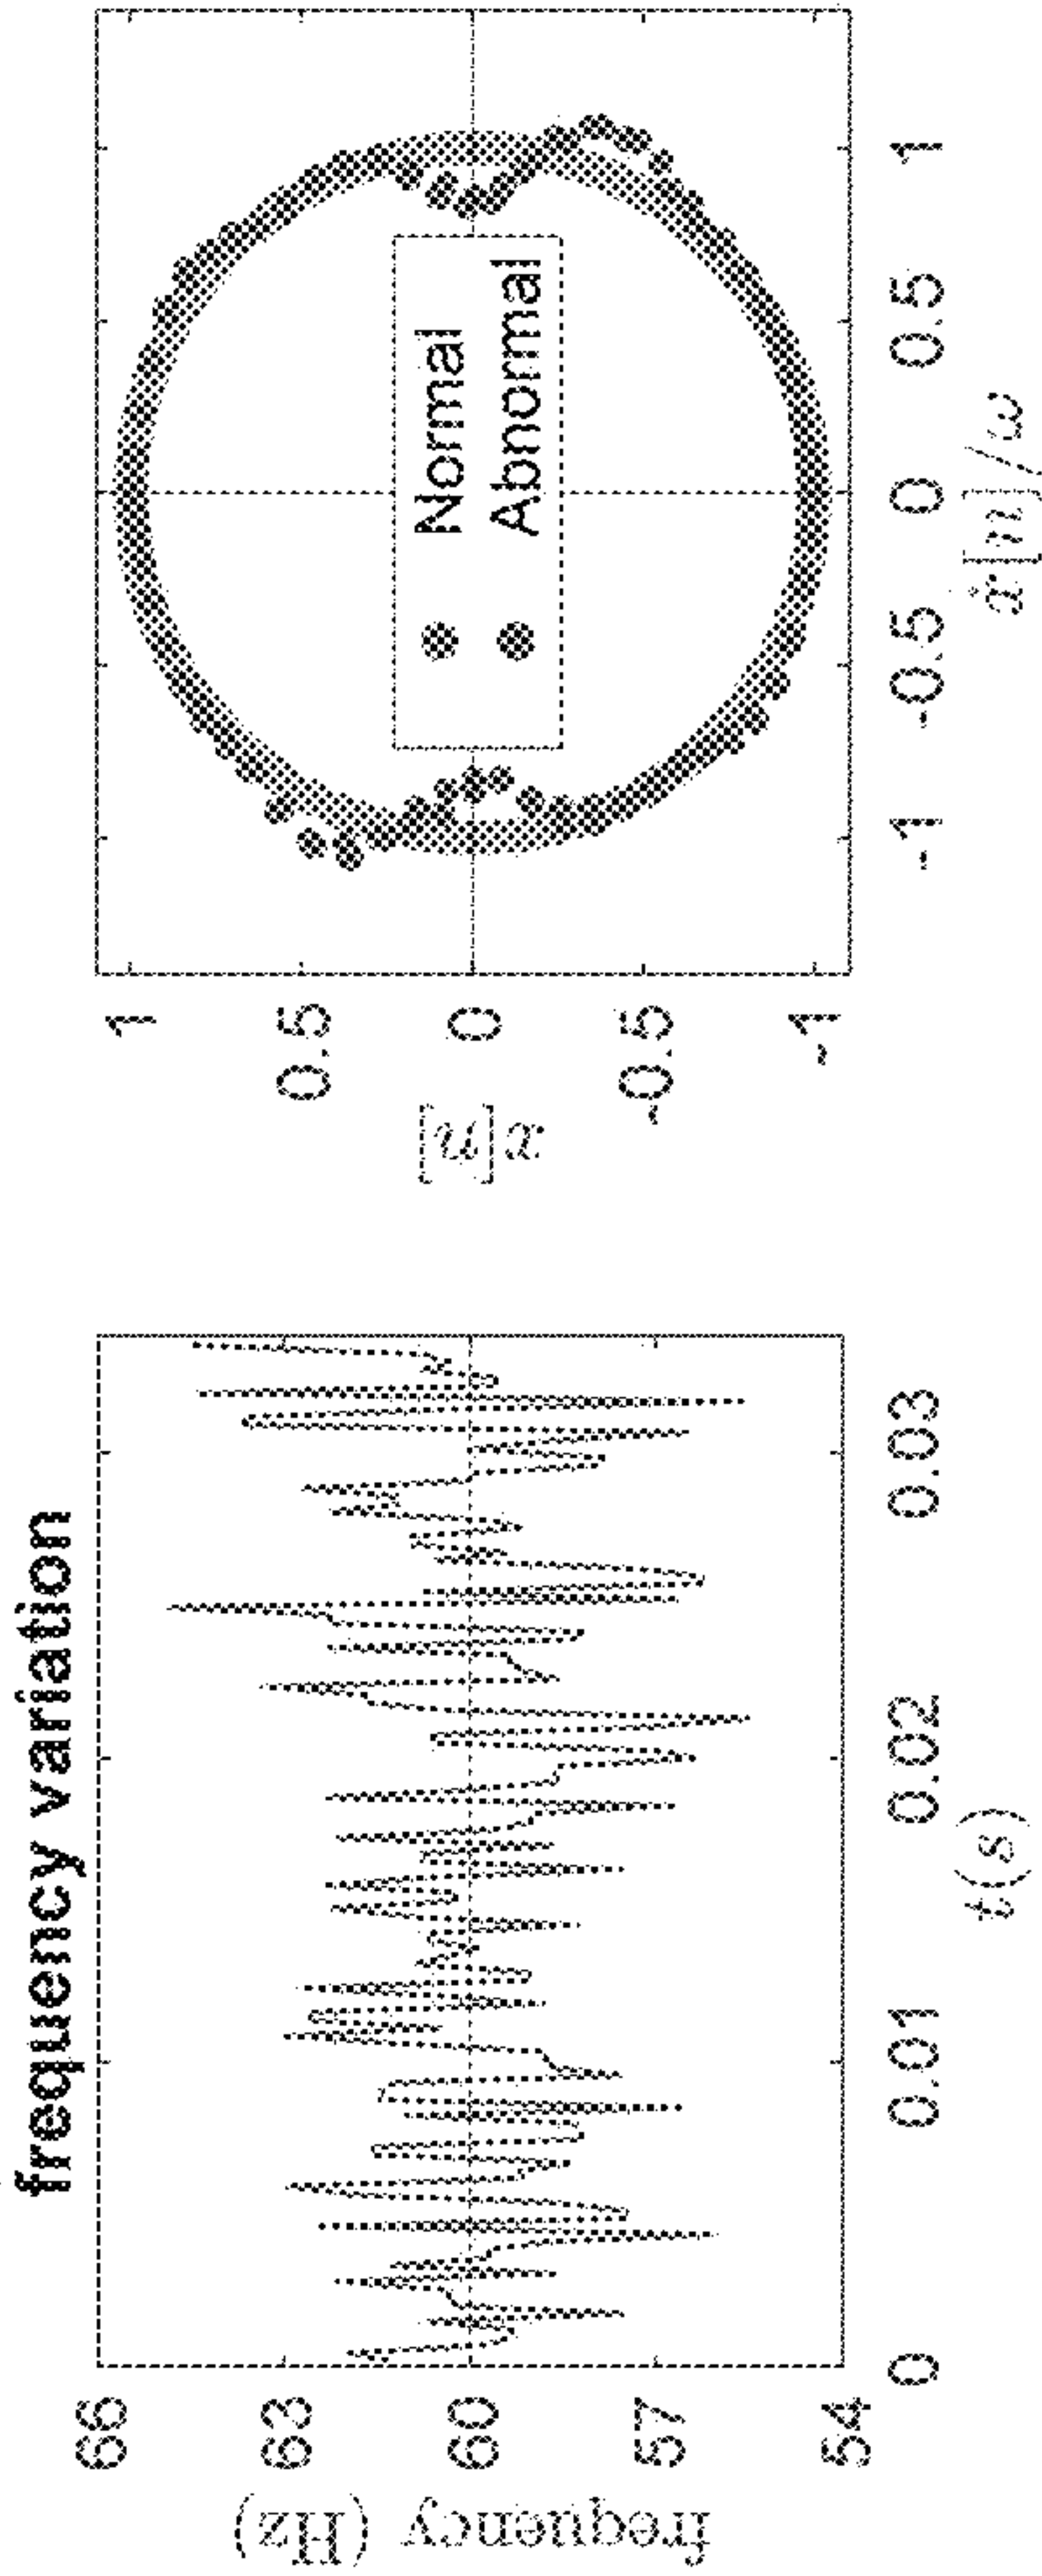 frequency variation
frequency (Hz)
66
63
60
57
54
0
0.01
0.02
0.03
t(s)
x[n]
1
0.5
0
-0.5
-1
Normal
Abnormal
-1
-0.5
0
0.5
1
ẋ[n]/ω